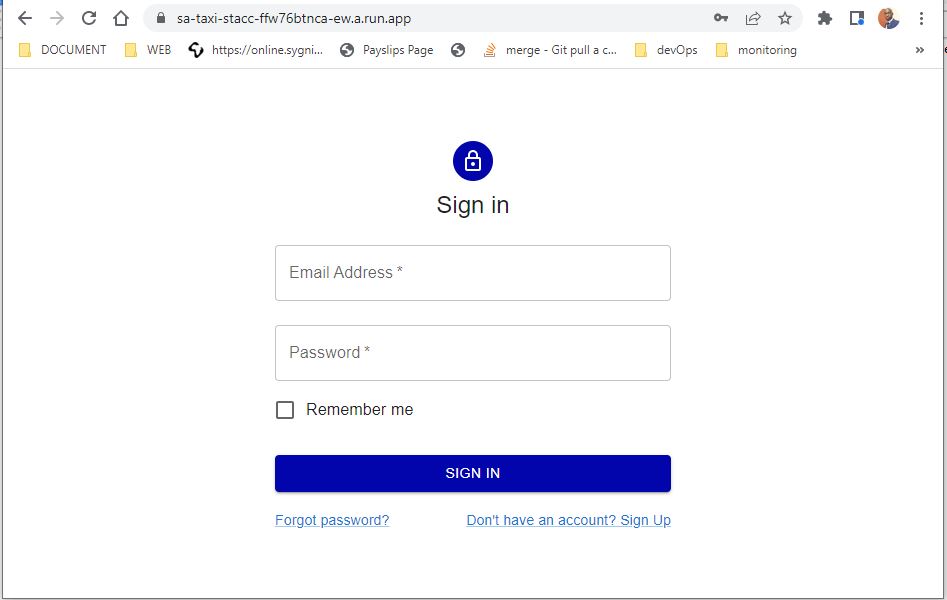 sa-taxi-stacc-ffw76btnca-ew.a.run.app
DOCUMENT WEB https://online.sygni... Payslips Page merge - Git pull a c... devOps monitoring »
Sign in
Email Address *
Password *
Remember me
SIGN IN
Forgot password? Don't have an account? Sign Up